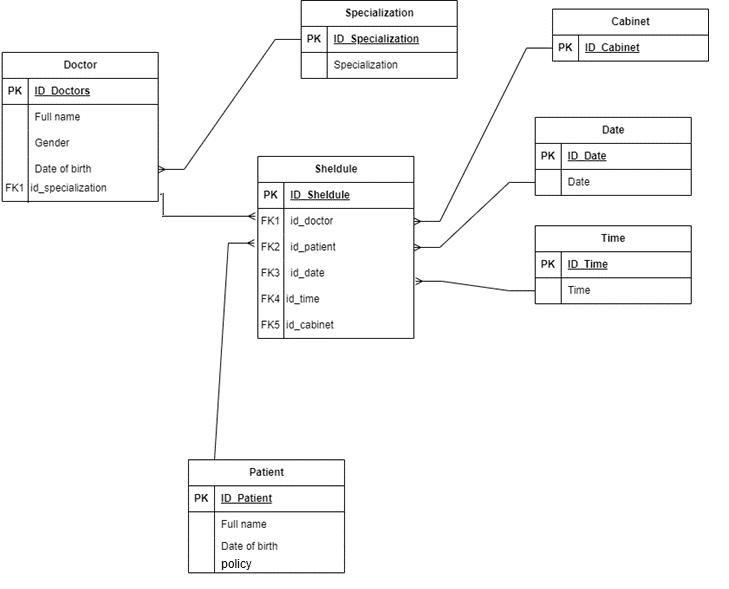 Specialization
PK ID_Specialization
Specialization
Cabinet
PK ID_Cabinet
Doctor
PK ID_Doctors
Full name
Gender
Date of birth
FK1 id_specialization
Date
PK ID_Date
Date
Sheldule
PK ID_Sheldule
FK1 id_doctor
FK2 id_patient
FK3 id_date
FK4 id_time
FK5 id_cabinet
Time
PK ID_Time
Time
Patient
PK ID_Patient
Full name
Date of birth
policy